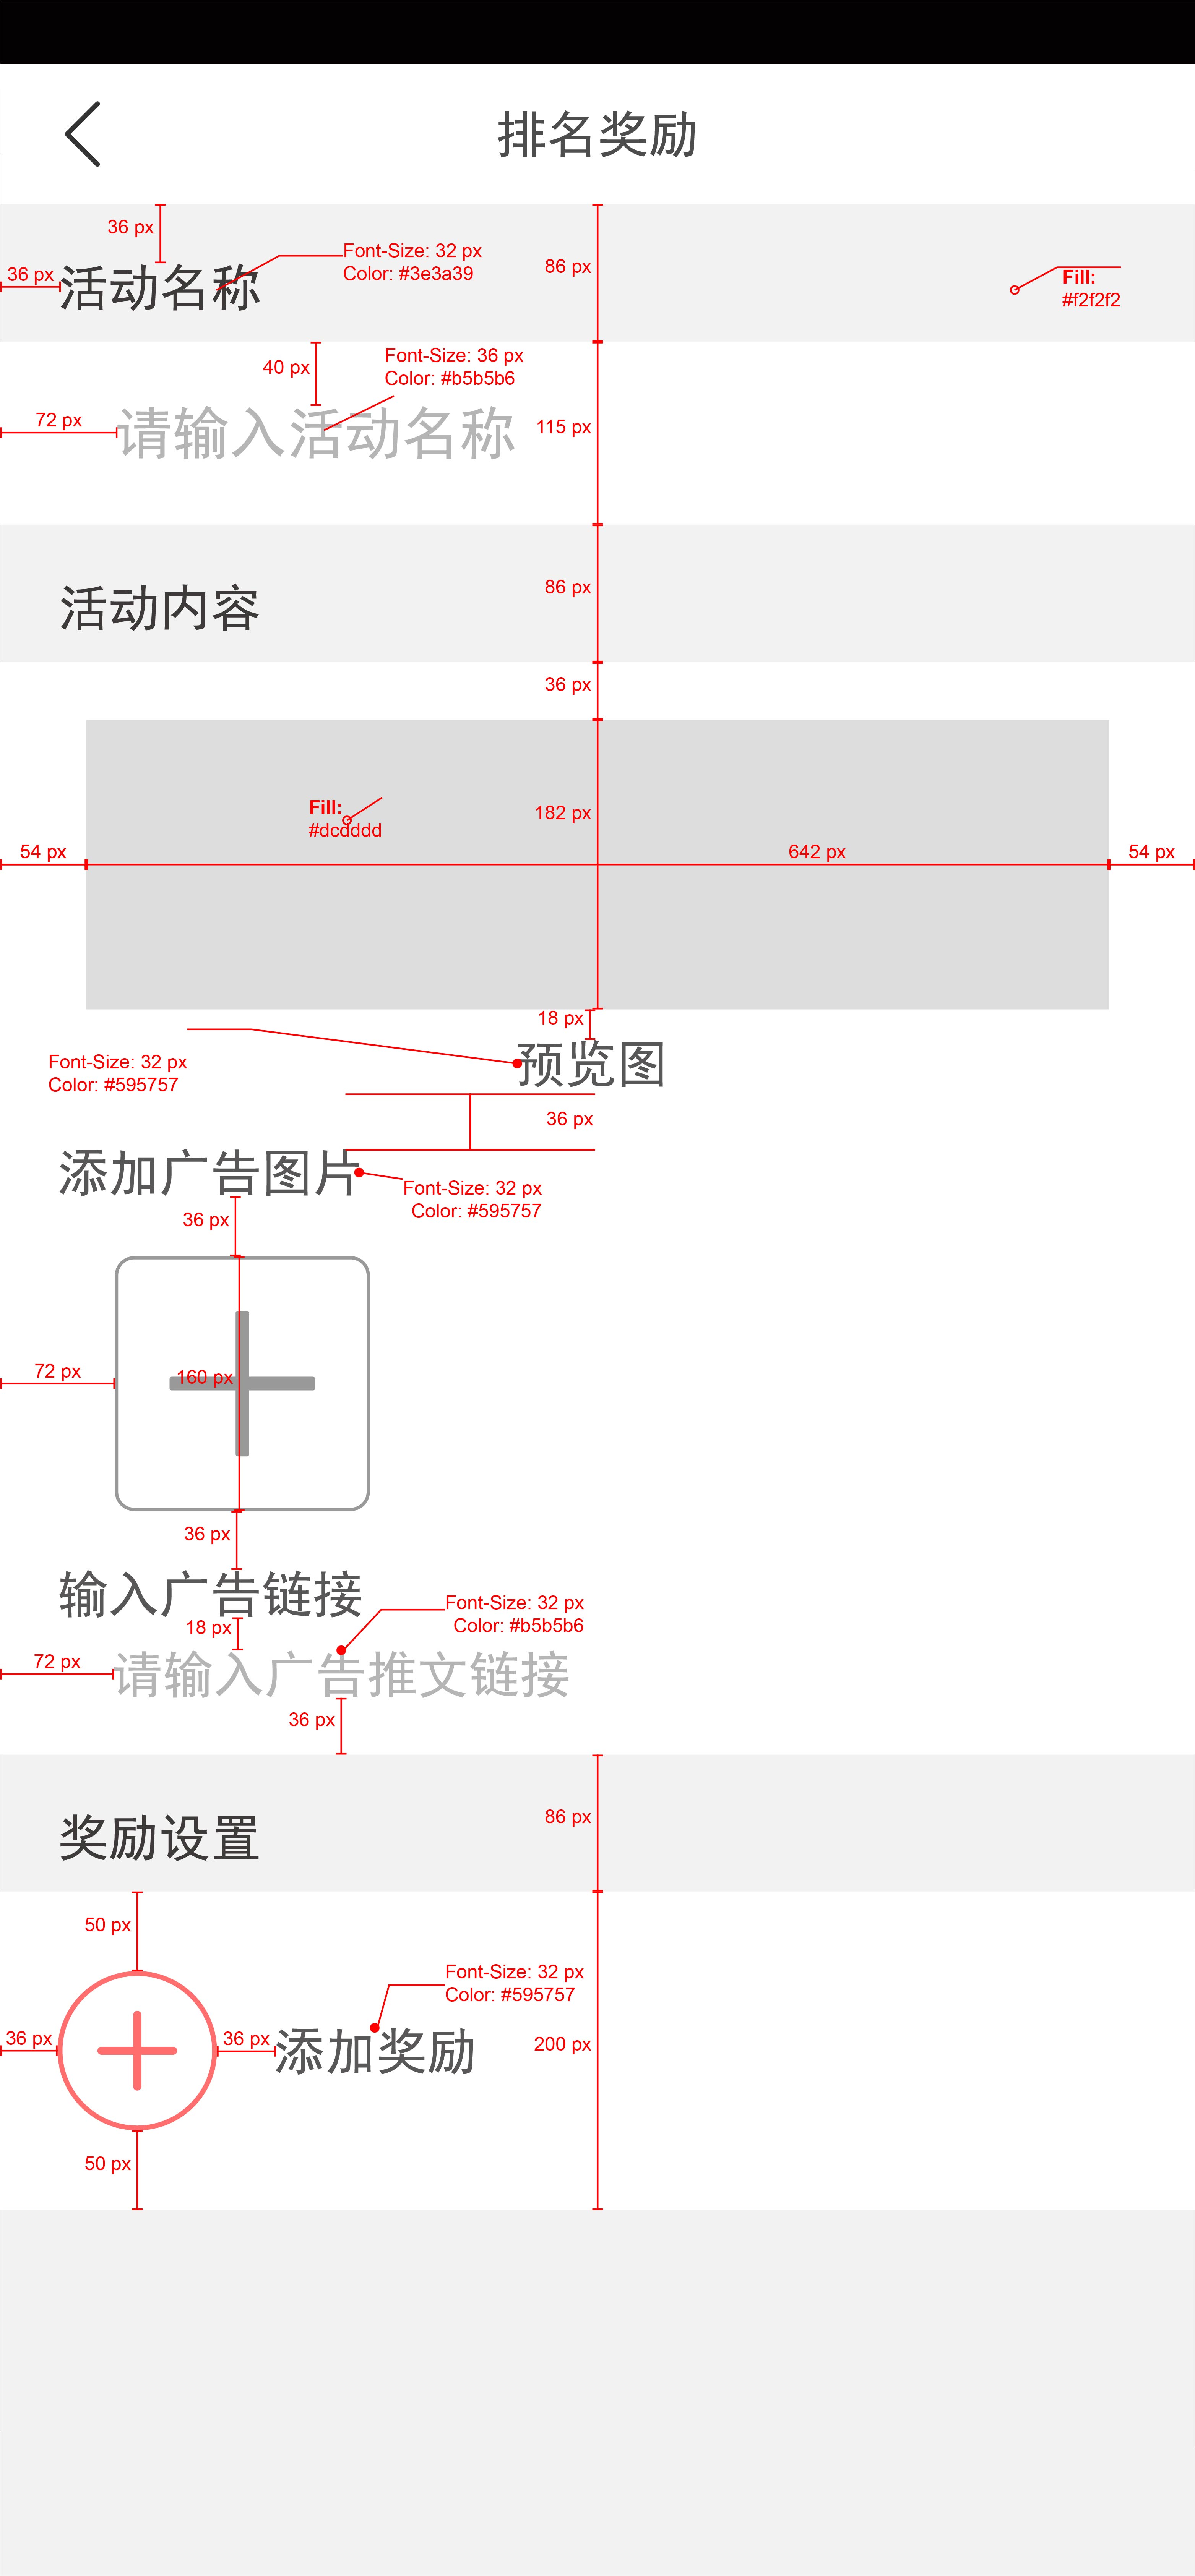 排名奖励
36 px
Font-Size: 32 px
Color: #3e3a39
86 px
Fill:
#f2f2f2
36 px
活动名称
40 px
Font-Size: 36 px
Color: #b5b5b6
72 px
请输入活动名称
115 px
活动内容
86 px
36 px
Fill:
#dcdddd
182 px
54 px
642 px
54 px
18 px
Font-Size: 32 px
Color: #595757
预览图
36 px
添加广告图片
Font-Size: 32 px
Color: #595757
36 px
72 px
160 px
36 px
输入广告链接
Font-Size: 32 px
Color: #b5b5b6
18 px
72 px
请输入广告推文链接
36 px
奖励设置
86 px
50 px
Font-Size: 32 px
Color: #595757
36 px
36 px
添加奖励
200 px
50 px